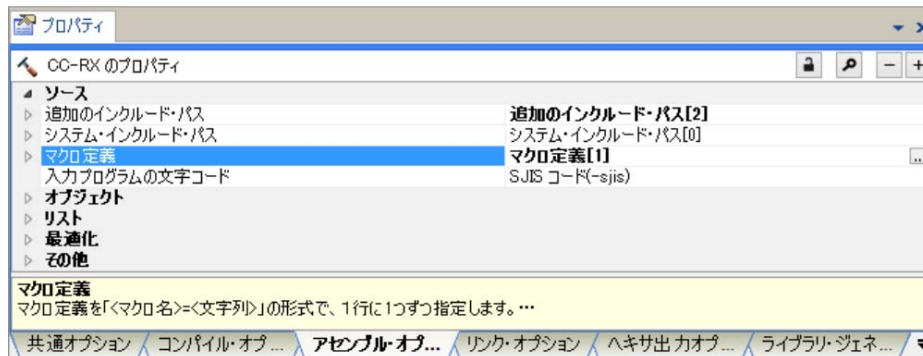 プロパティ
CC-RX のプロパティ
ソース
追加のインクルード・パス 追加のインクルード・パス[2]
システム・インクルード・パス システム・インクルード・パス[0]
マクロ定義 マクロ定義[1] ...
入力プログラムの文字コード SJIS コード(-sjis)
オブジェクト
リスト
最適化
その他
マクロ定義
マクロ定義を「<マクロ名>=<文字列>」の形式で、1行に1つずつ指定します。…
共通オプション コンパイル・オプ... アセンブル・オプ... リンク・オプション ヘキサ出力オプ... ライブラリ・ジェネ...